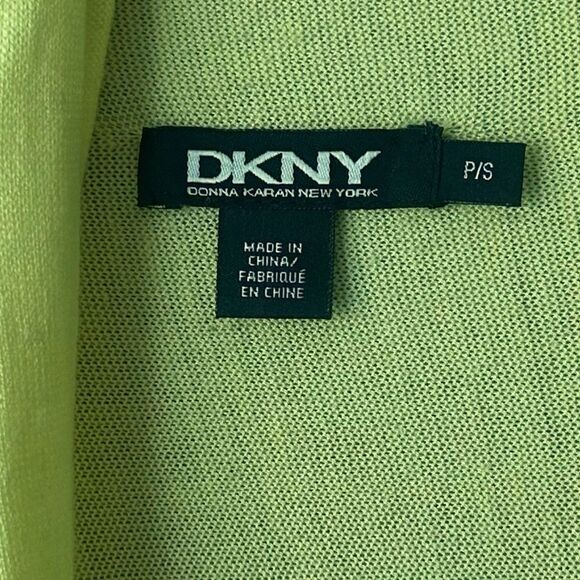 DKNY
DONNA KARAN NEW YORK
P/S
MADE IN
CHINA/
FABRIQUÉ
EN CHINE